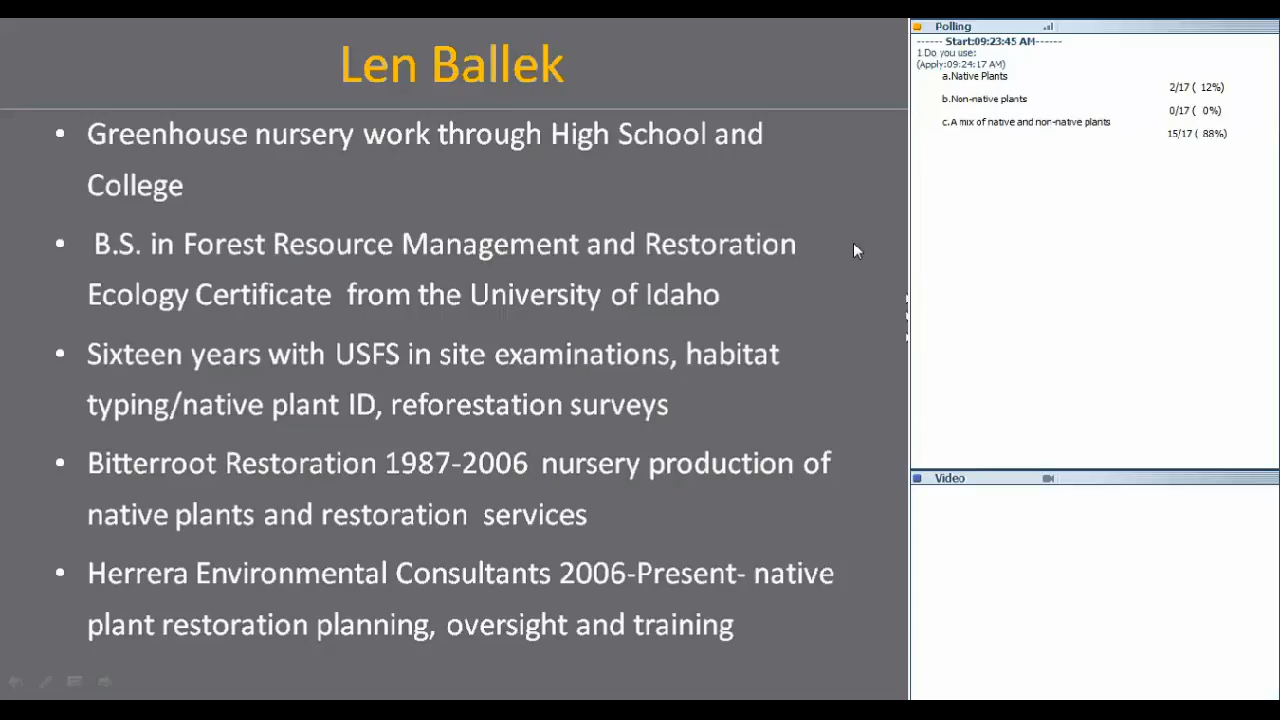 Len Ballek
• Greenhouse nursery work through High School and
College
• B.S. in Forest Resource Management and Restoration
Ecology Certificate from the University of Idaho
• Sixteen years with USFS in site examinations, habitat
typing/native plant ID, reforestation surveys
• Bitterroot Restoration 1987-2006 nursery production of
native plants and restoration services
• Herrera Environmental Consultants 2006-Present- native
plant restoration planning, oversight and training
Polling
------ Start:09:23:45 AM------
1.Do you use:
(Apply:09:24:17 AM)
a.Native Plants
2/17 ( 12%)
b.Non-native plants
0/17 ( 0%)
c.A mix of native and non-native plants
15/17 ( 88%)
Video